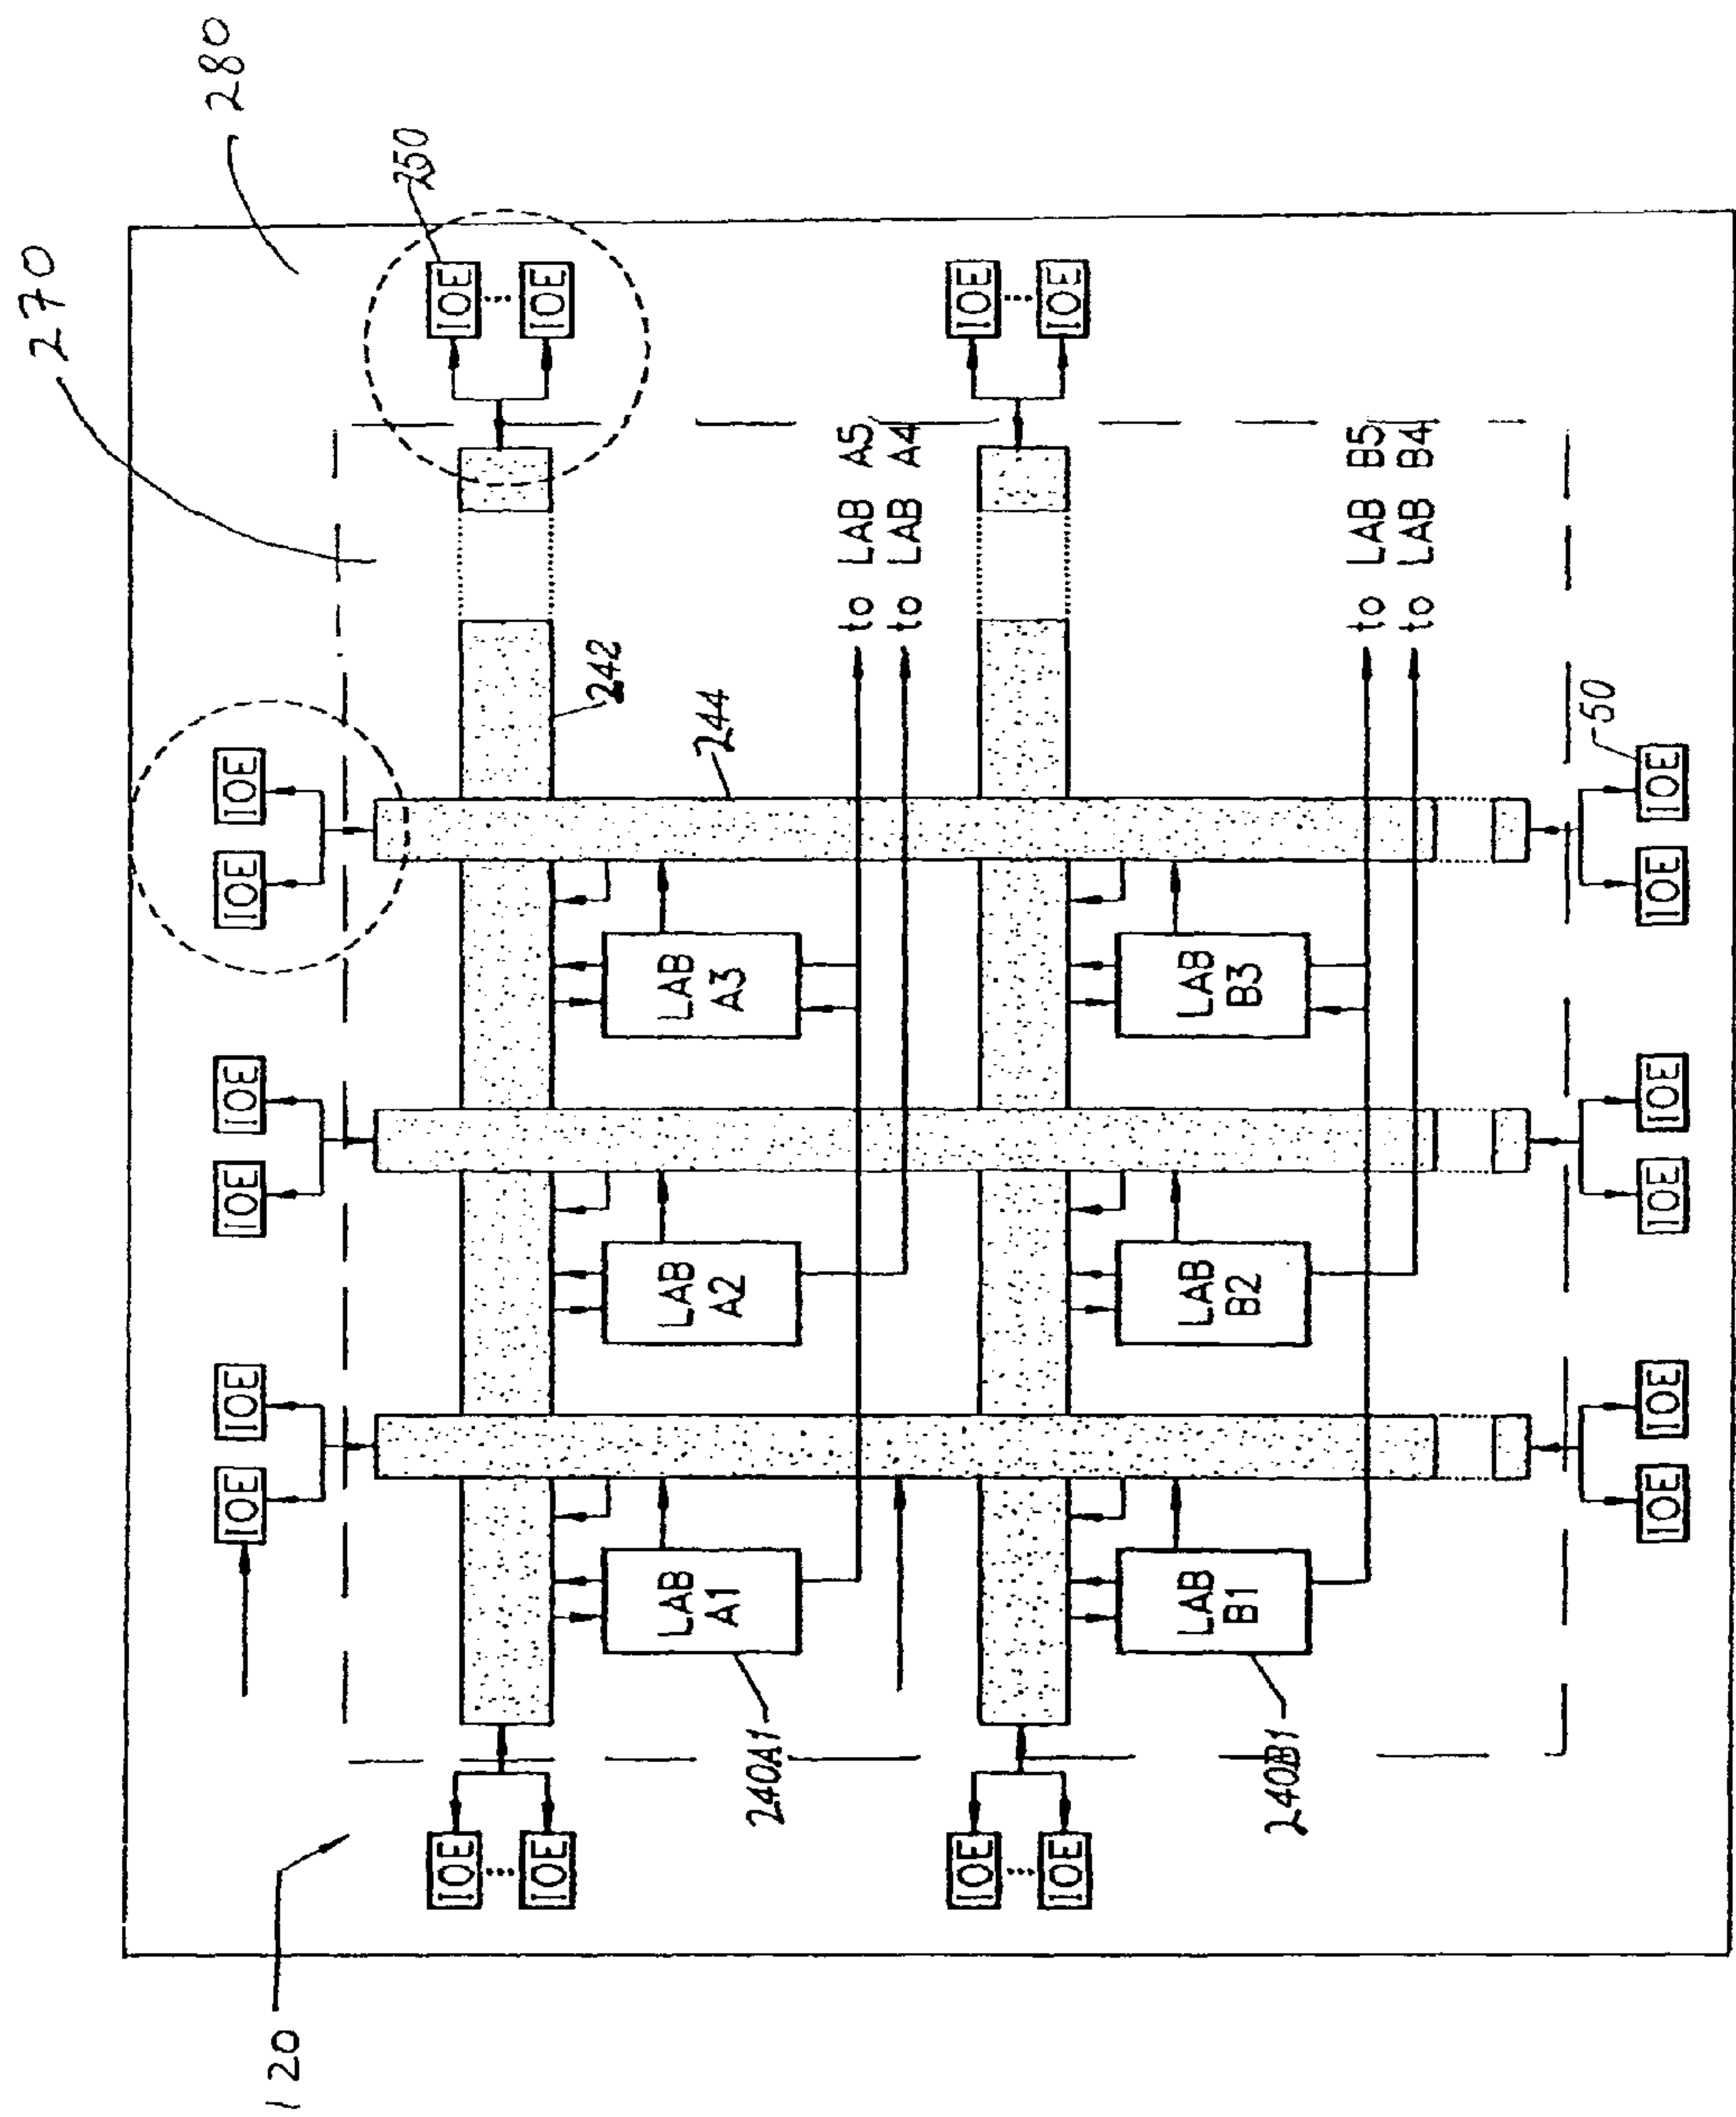 280
270
250
IOE IOE IOE IOE IOE IOE
IOE IOE
IOE IOE
242
244
LAB A1
LAB A2
LAB A3
240A1
to LAB A5
to LAB A4
IOE IOE
IOE IOE
LAB B1
LAB B2
LAB B3
240B1
to LAB B5
to LAB B4
50
IOE IOE IOE IOE IOE IOE
120